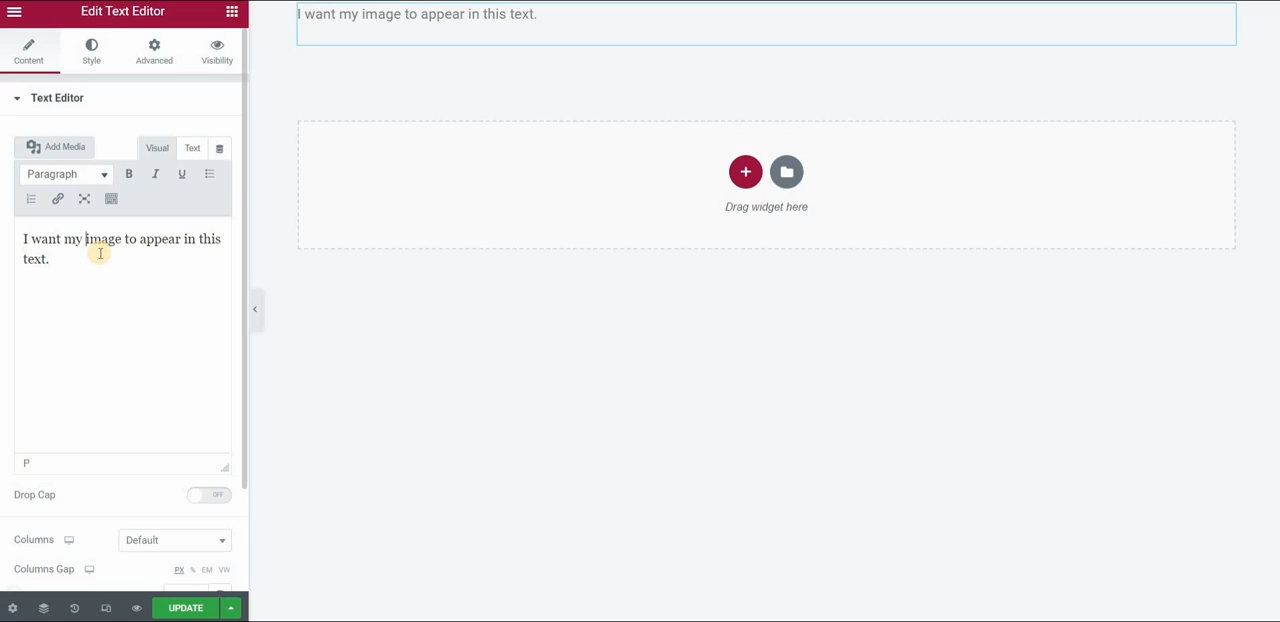 Edit Text Editor
Content Style Advanced Visibility
Text Editor
Add Media Visual Text
Paragraph B I U
I want my image to appear in this
text.
P
Drop Cap OFF
Columns Default
Columns Gap PX % EM VW
UPDATE
I want my image to appear in this text.
Drag widget here